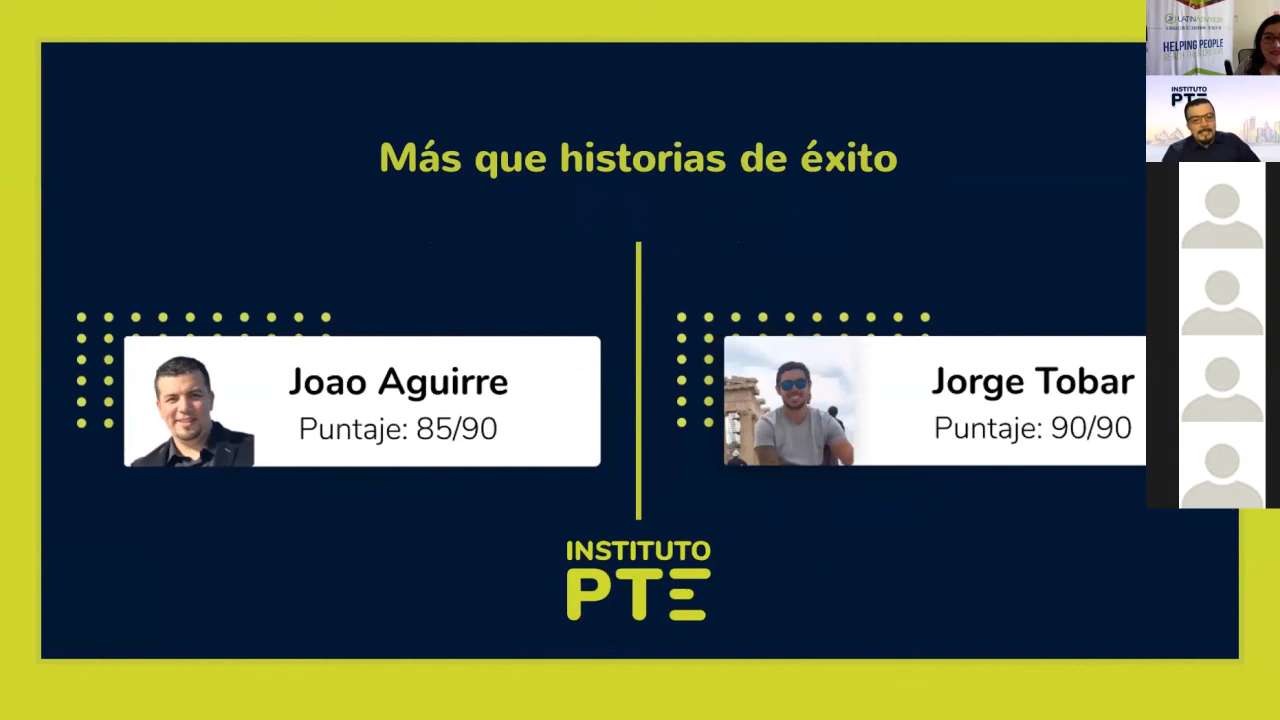 Más que historias de éxito
Joao Aguirre
Puntaje: 85/90
Jorge Tobar
Puntaje: 90/90
INSTITUTO
PTE
HELPING PEOPLE
INSTITUTO
PTE